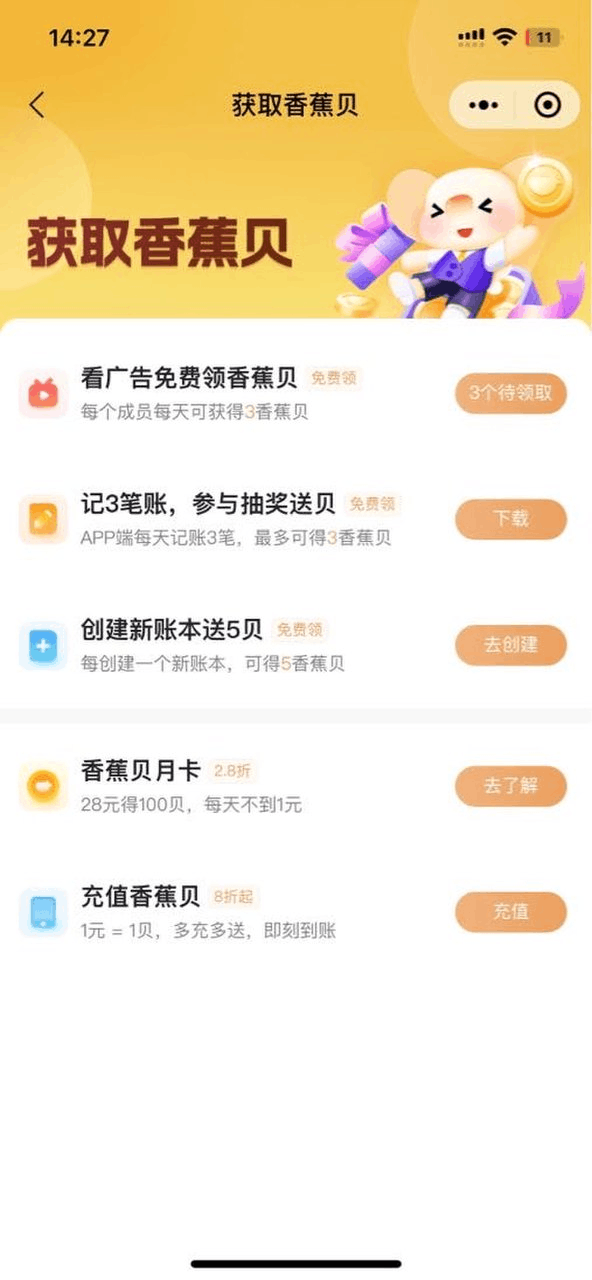 14:27
11
获取香蕉贝
获取香蕉贝
看广告免费领香蕉贝 免费领
每个成员每天可获得3香蕉贝
3个待领取
记3笔账，参与抽奖送贝 免费领
APP端每天记账3笔，最多可得3香蕉贝
下载
创建新账本送5贝 免费领
每创建一个新账本，可得5香蕉贝
去创建
香蕉贝月卡 2.8折
28元得100贝，每天不到1元
去了解
充值香蕉贝 8折起
1元 = 1贝，多充多送，即刻到账
充值